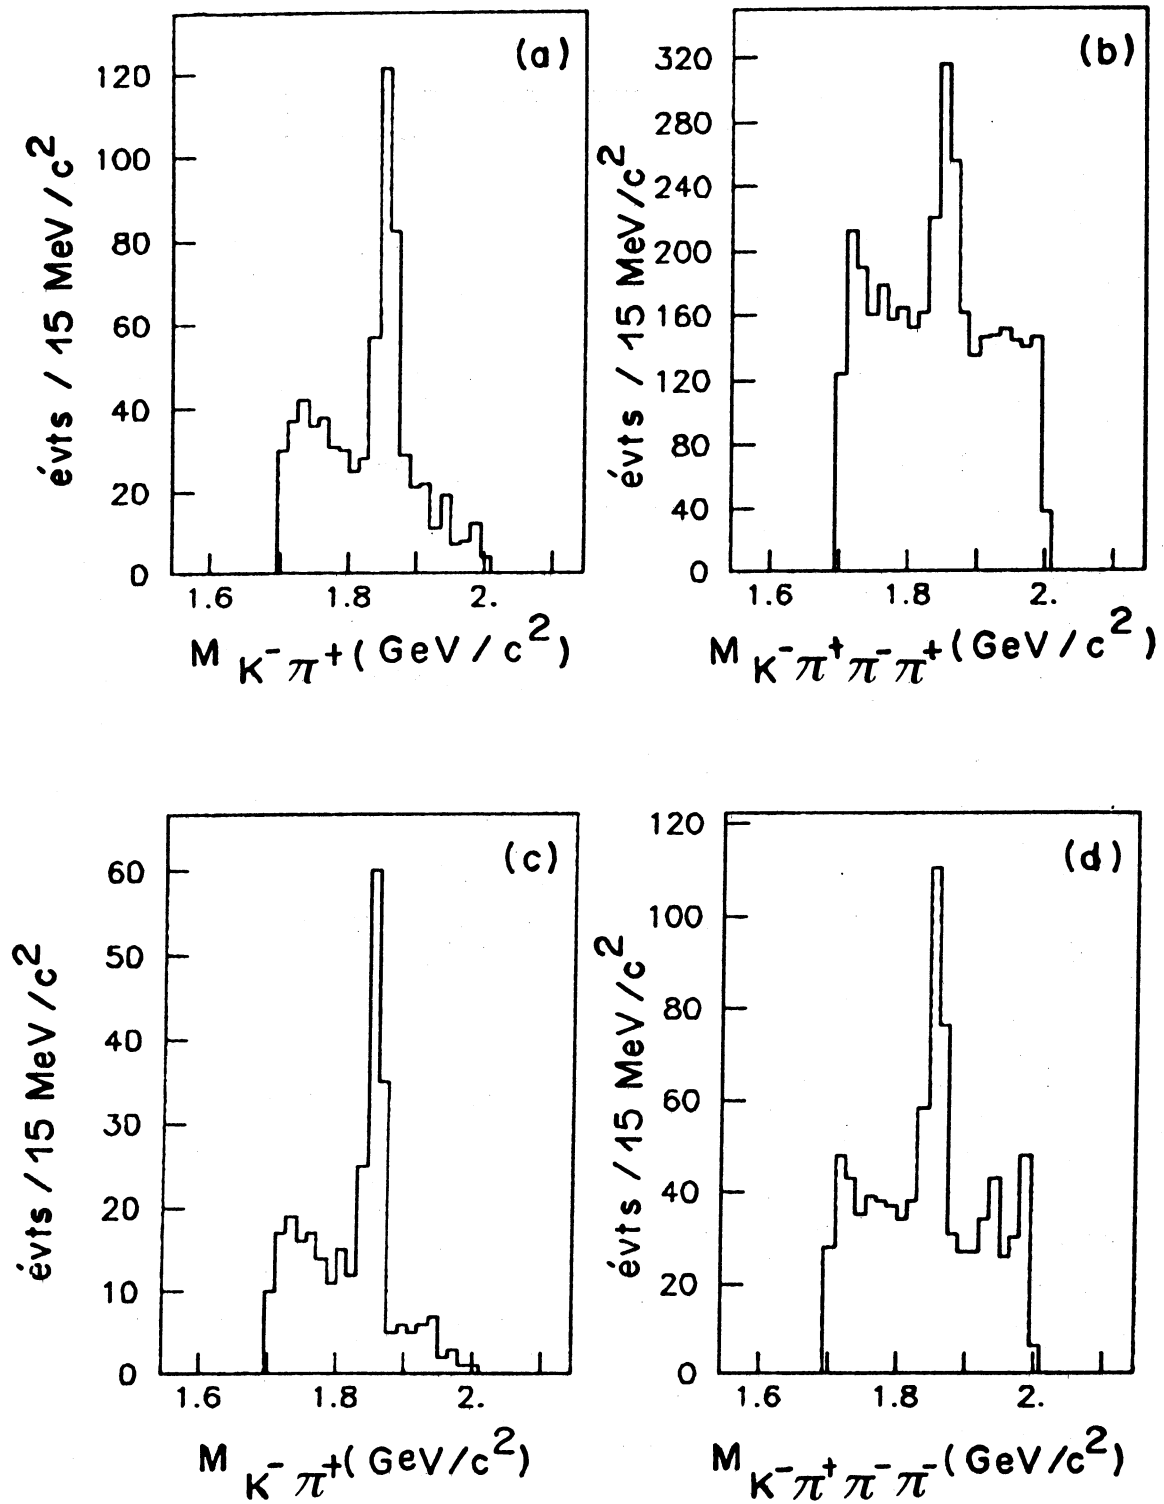 (a)
120
100
80
60
40
20
0
1.6 1.8 2.
évts / 15 MeV/c²
M K⁻π⁺ (GeV/c²)
(b)
320
280
240
200
160
120
80
40
0
1.6 1.8 2.
évts / 15 MeV/c²
M K⁻π⁺π⁻π⁺ (GeV/c²)
(c)
60
50
40
30
20
10
0
1.6 1.8 2.
évts / 15 MeV/c²
M K⁻π⁺ (GeV/c²)
(d)
120
100
80
60
40
20
0
1.6 1.8 2.
évts / 15 MeV/c²
M K⁻π⁺π⁻π⁻ (GeV/c²)